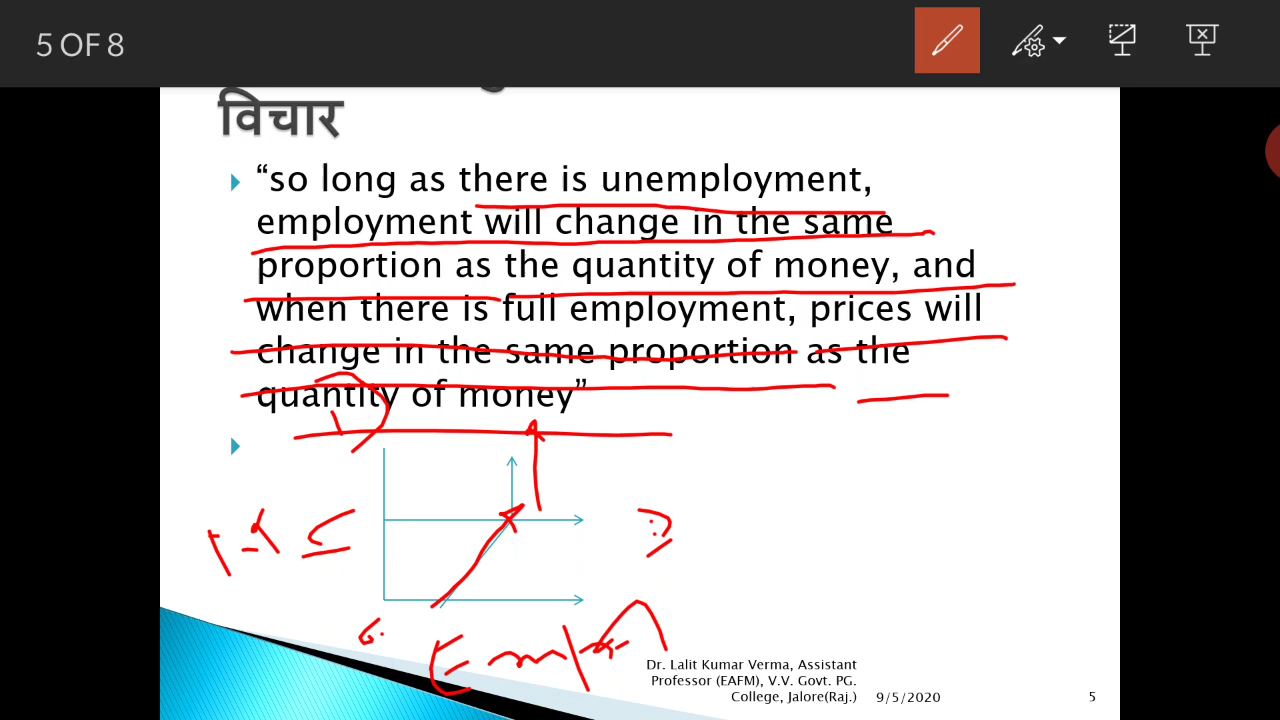 5 OF 8
विचार
“so long as there is unemployment,
employment will change in the same
proportion as the quantity of money, and
when there is full employment, prices will
change in the same proportion as the
quantity of money”
Dr. Lalit Kumar Verma, Assistant
Professor (EAFM), V.V. Govt. PG.
College, Jalore(Raj.)
9/5/2020
5